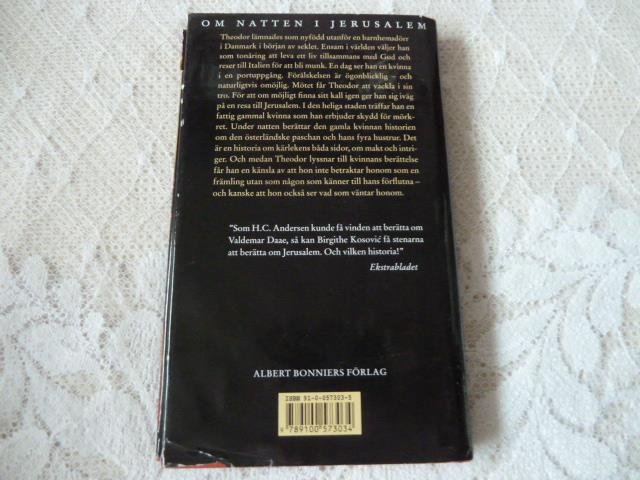 OM NATTEN I JERUSALEM
Theodor lämnades som nyfödd utanför en barnhemsdörr
i Danmark i början av seklet. Ensam i världen väljer han
som tonåring att leva ett liv tillsammans med Gud och
reser till Italien för att bli munk. En dag ser han en kvinna
i en portuppgång. Förälskelsen är ögonblicklig – och
naturligtvis omöjlig. Mötet får Theodor att vackla i sin
tro. För att om möjligt finna sitt kall igen ger han sig iväg
på en resa till Jerusalem. I den heliga staden träffar han en
fattig gammal kvinna som han erbjuder skydd för mörk-
ret. Under natten berättar den gamla kvinnan historien
om den österländske paschan och hans fyra hustrur. Det
är en historia om kärlekens båda sidor, om makt och intri-
ger. Och medan Theodor lyssnar till kvinnans berättelse
får han en känsla av att hon inte betraktar honom som en
främling utan som någon som känner till hans förflutna –
och kanske att hon också ser vad som väntar honom.
"Som H.C. Andersen kunde få vinden att berätta om
Valdemar Daae, så kan Birgithe Kosović få stenarna
att berätta om Jerusalem. Och vilken historia!"
Ekstrabladet
ALBERT BONNIERS FÖRLAG
ISBN 91-0-057303-5
9 789100 573034